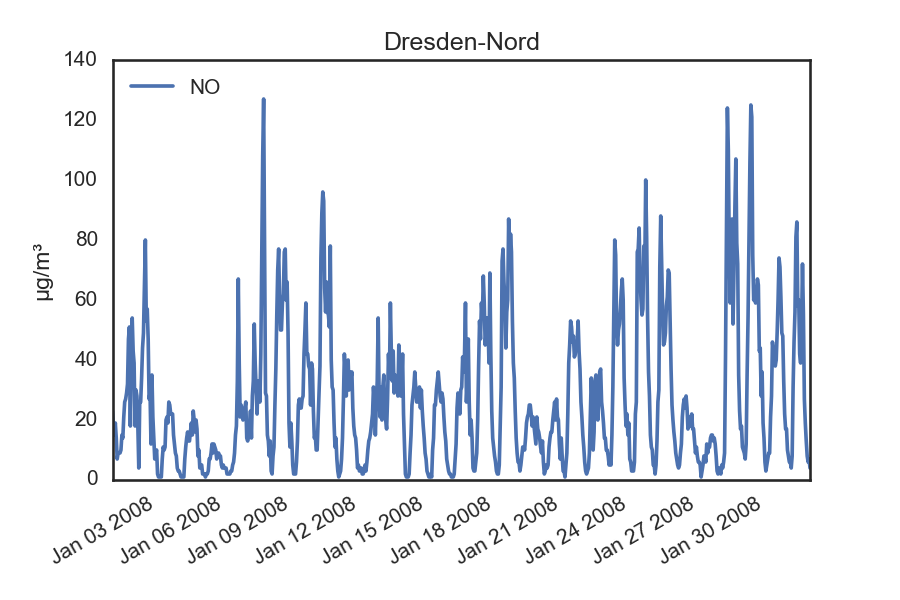 Dresden-Nord
NO
µg/m³
140
120
100
80
60
40
20
0
Jan 03 2008
Jan 06 2008
Jan 09 2008
Jan 12 2008
Jan 15 2008
Jan 18 2008
Jan 21 2008
Jan 24 2008
Jan 27 2008
Jan 30 2008